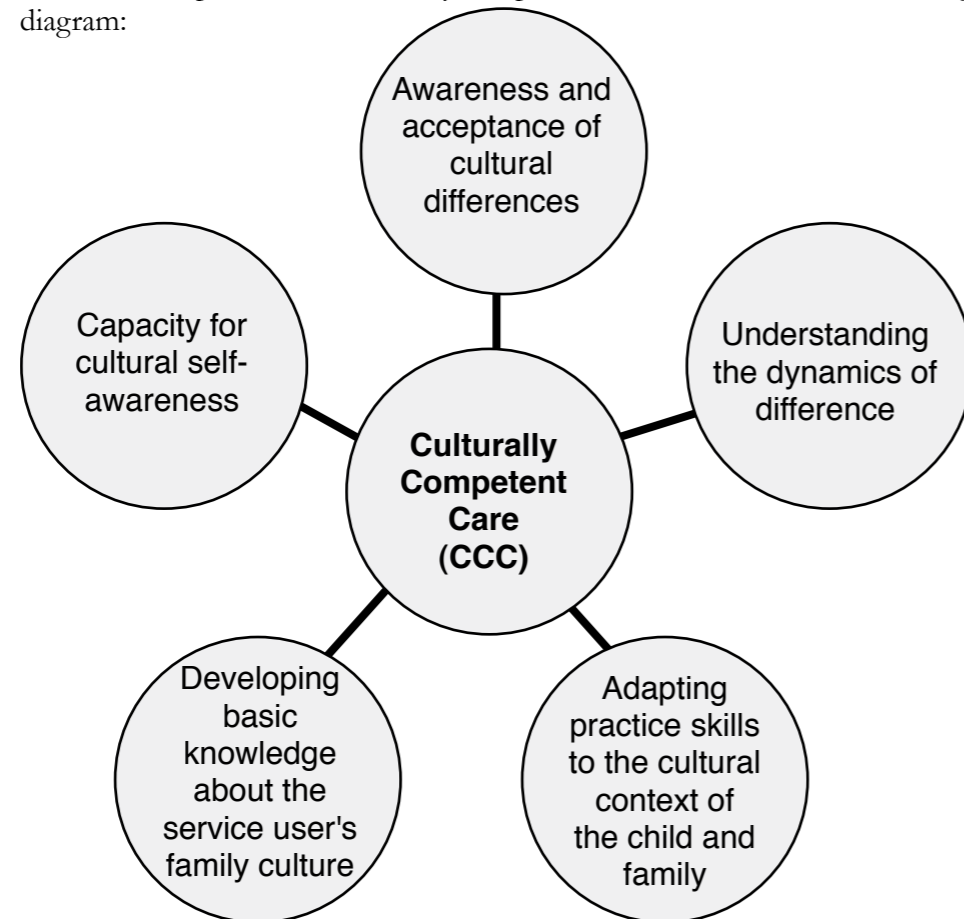 diagram:
Awareness and
acceptance of
cultural
differences
Capacity for
cultural self-
awareness
Understanding
the dynamics of
difference
Culturally
Competent
Care
(CCC)
Developing
basic
knowledge
about the
service user's
family culture
Adapting
practice skills
to the cultural
context of
the child and
family